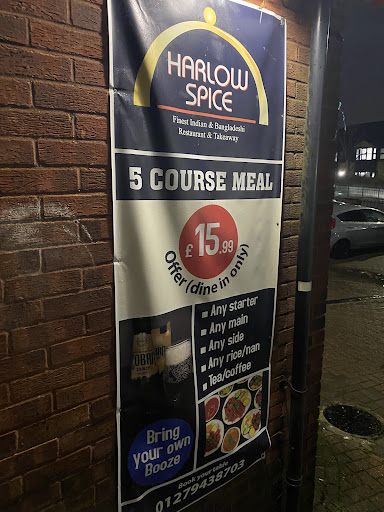 HARLOW
SPICE
Finest Indian & Bangladeshi
Restaurant & Takeaway
5 COURSE MEAL
£15.99
Offer (dine in only)
Any starter
Any main
Any side
Any rice/nan
Tea/coffee
COBRA
Bring
your own
Booze
Book your table
01279438703